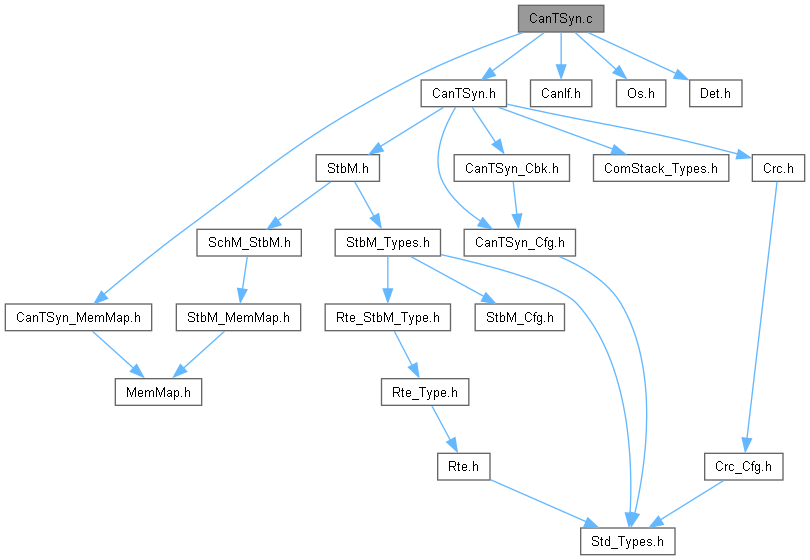 CanTSyn.c
CanTSyn.h
CanIf.h
Os.h
Det.h
StbM.h
CanTSyn_Cbk.h
ComStack_Types.h
Crc.h
SchM_StbM.h
StbM_Types.h
CanTSyn_Cfg.h
CanTSyn_MemMap.h
StbM_MemMap.h
Rte_StbM_Type.h
StbM_Cfg.h
MemMap.h
Rte_Type.h
Rte.h
Crc_Cfg.h
Std_Types.h